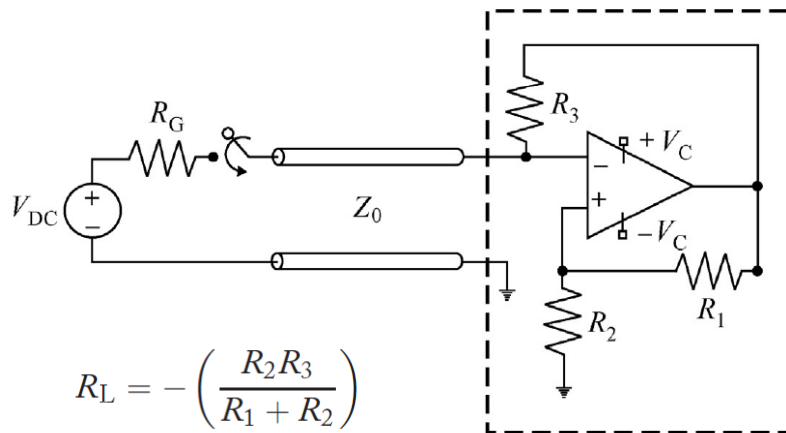 R_G
V_DC
+
−
Z_0
R_3
+V_C
−
+
−V_C
R_1
R_2
R_L = −(R_2R_3 / (R_1 + R_2))